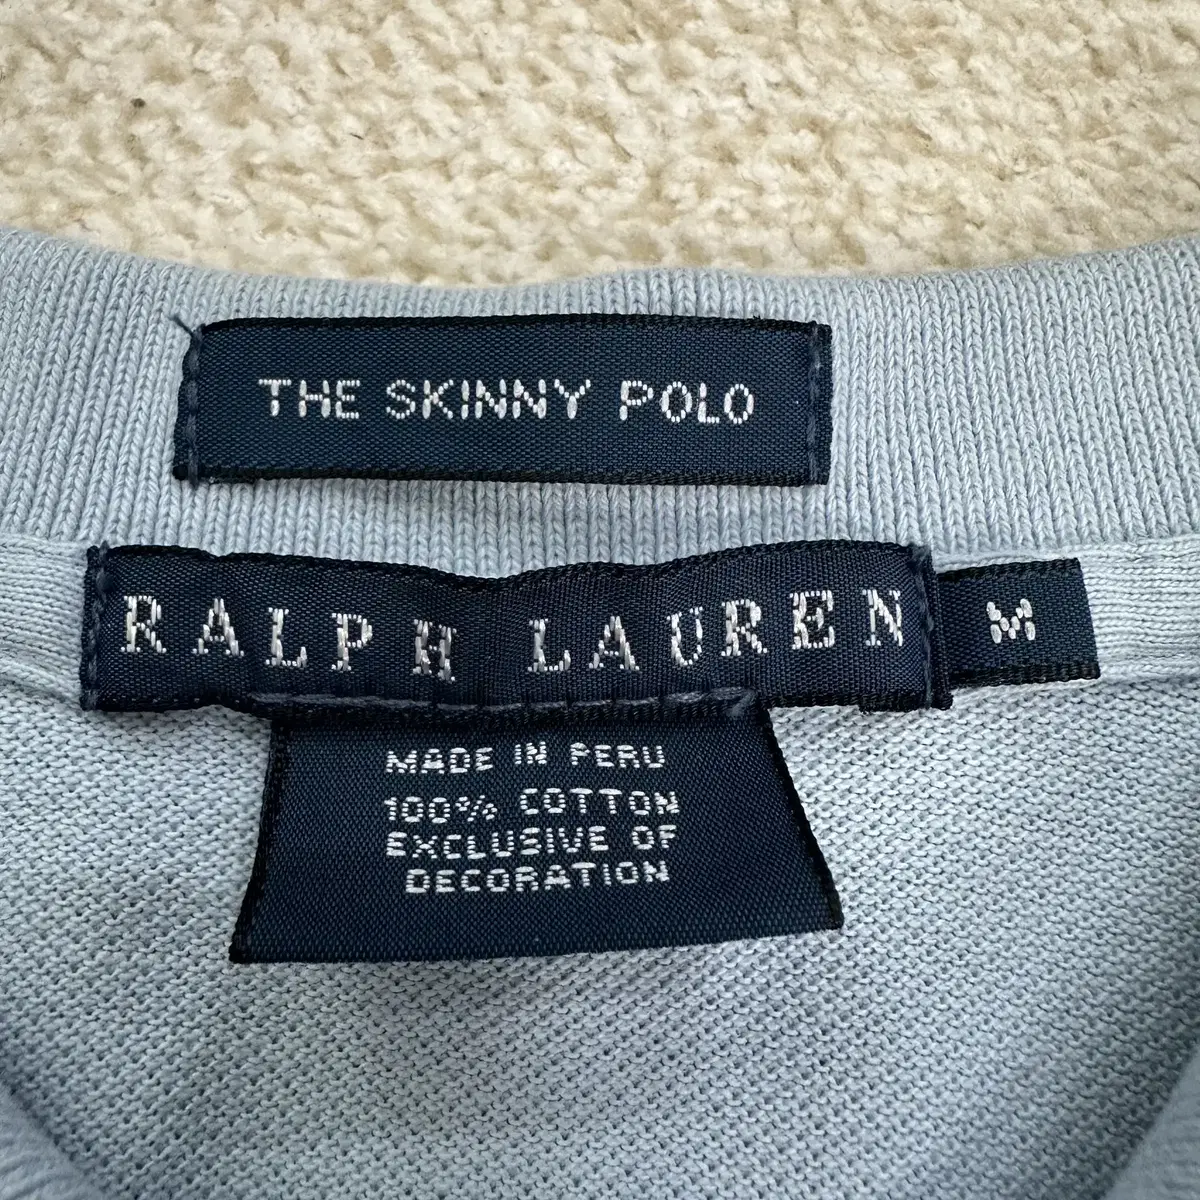 THE SKINNY POLO
RALPH LAUREN M
MADE IN PERU
100% COTTON
EXCLUSIVE OF
DECORATION